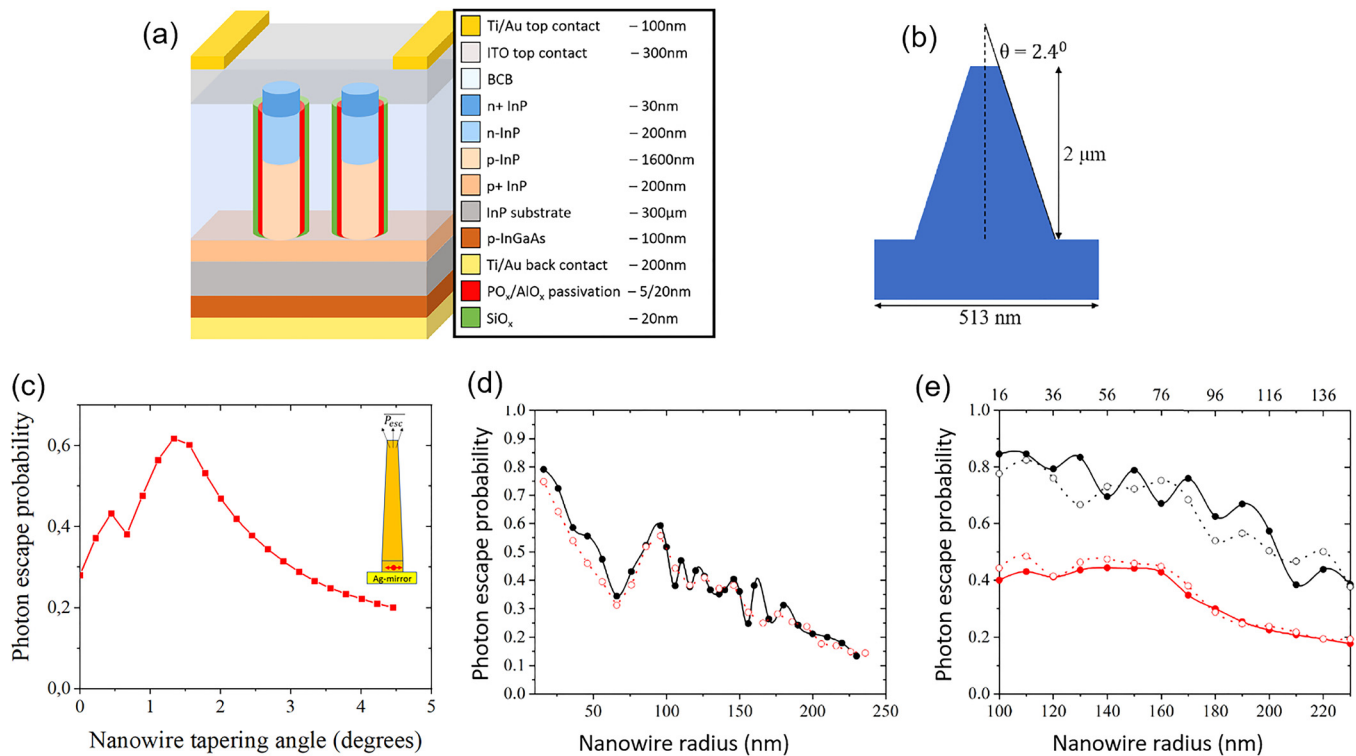 (a)
Ti/Au top contact – 100nm
ITO top contact – 300nm
BCB
n+ InP – 30nm
n-InP – 200nm
p-InP – 1600nm
p+ InP – 200nm
InP substrate – 300µm
p-InGaAs – 100nm
Ti/Au back contact – 200nm
POx/AlOx passivation – 5/20nm
SiOx – 20nm
(b)
θ = 2.4⁰
2 µm
513 nm
(c)
Photon escape probability
0,6
0,4
0,2
0,0
0 1 2 3 4 5
Nanowire tapering angle (degrees)
Pesc
Ag-mirror
(d)
Photon escape probability
1.0
0.9
0.8
0.7
0.6
0.5
0.4
0.3
0.2
0.1
0.0
50 100 150 200 250
Nanowire radius (nm)
(e)
16 36 56 76 96 116 136
Photon escape probability
1.0
0.8
0.6
0.4
0.2
0.0
100 120 140 160 180 200 220
Nanowire radius (nm)